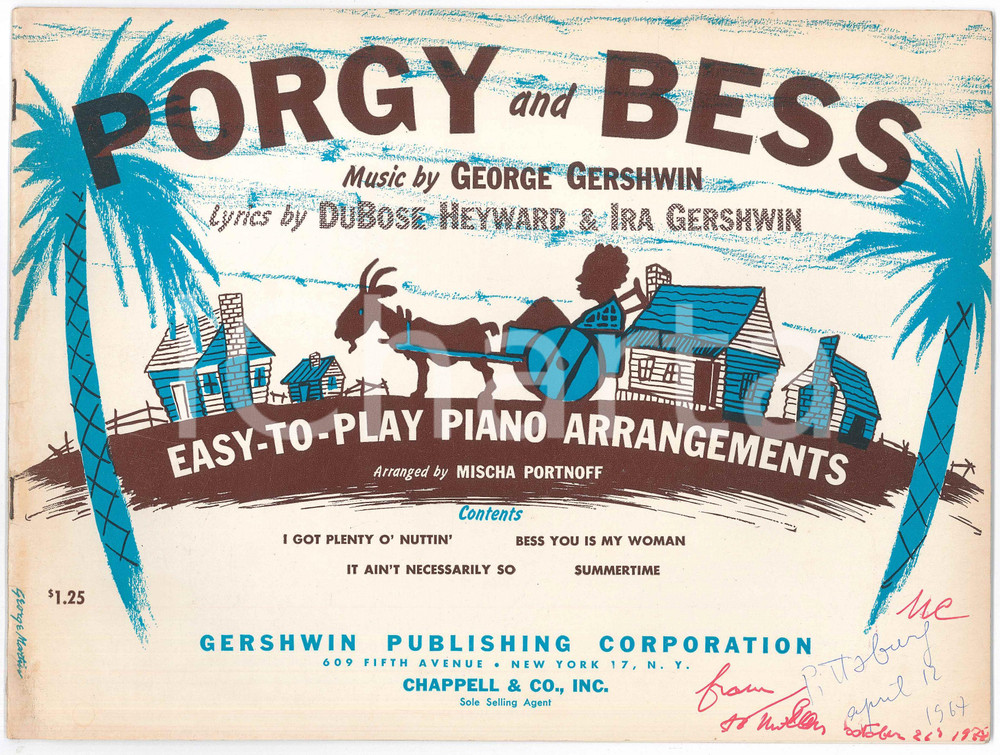 PORGY and BESS
Music by GEORGE GERSHWIN
Lyrics by DUBOSE HEYWARD & IRA GERSHWIN
charta
EASY-TO-PLAY PIANO ARRANGEMENTS
Arranged by MISCHA PORTNOFF
Contents
I GOT PLENTY O' NUTTIN' BESS YOU IS MY WOMAN
IT AIN'T NECESSARILY SO SUMMERTIME
$1.25
GERSHWIN PUBLISHING CORPORATION
609 FIFTH AVENUE • NEW YORK 17, N. Y.
CHAPPELL & CO., INC.
Sole Selling Agent
Pittsburg
april 12
1964
from
to